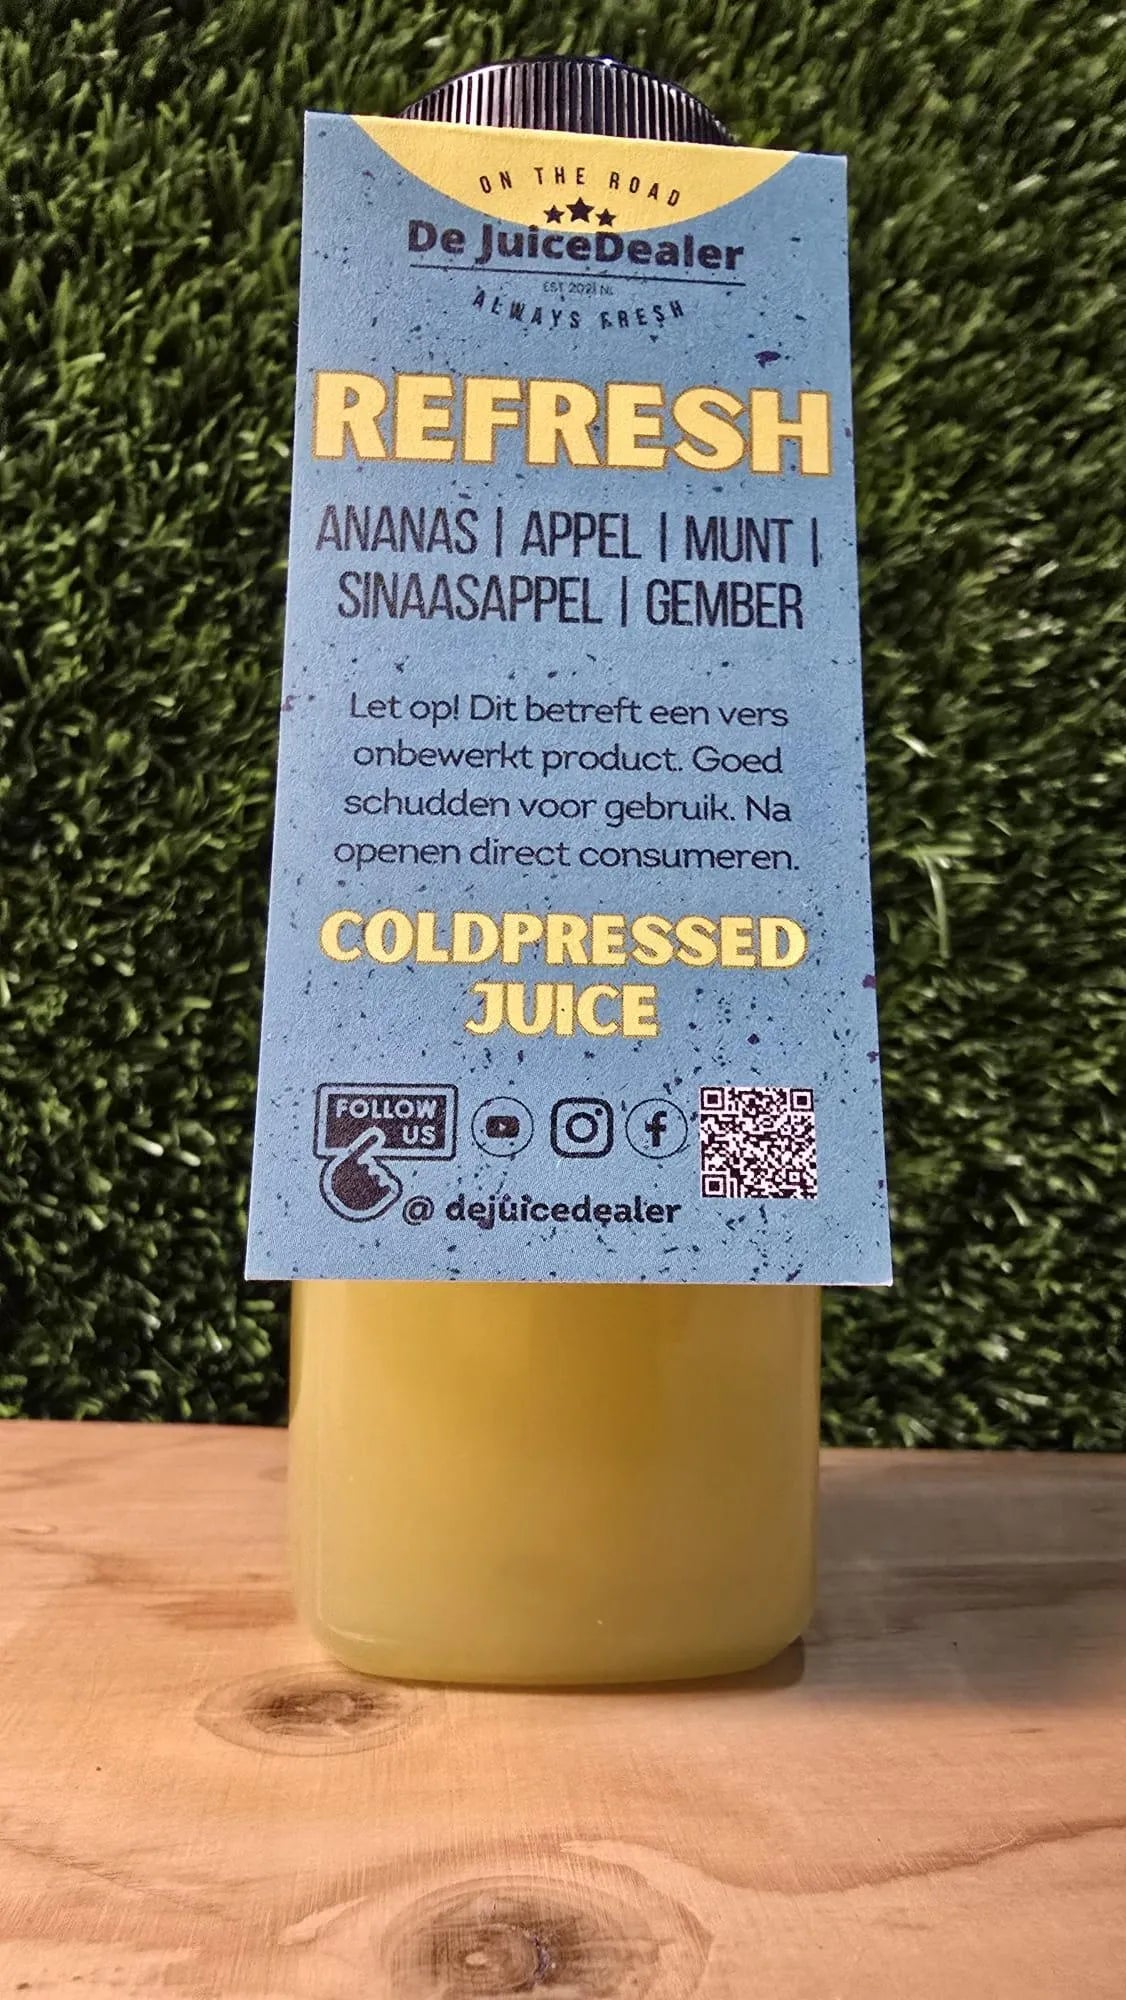 ON THE ROAD
De JuiceDealer
EST 2021 NL
ALWAYS FRESH
REFRESH
ANANAS | APPEL | MUNT |
SINAASAPPEL | GEMBER
Let op! Dit betreft een vers
onbewerkt product. Goed
schudden voor gebruik. Na
openen direct consumeren.
COLDPRESSED
JUICE
FOLLOW
US
@ dejuicedealer